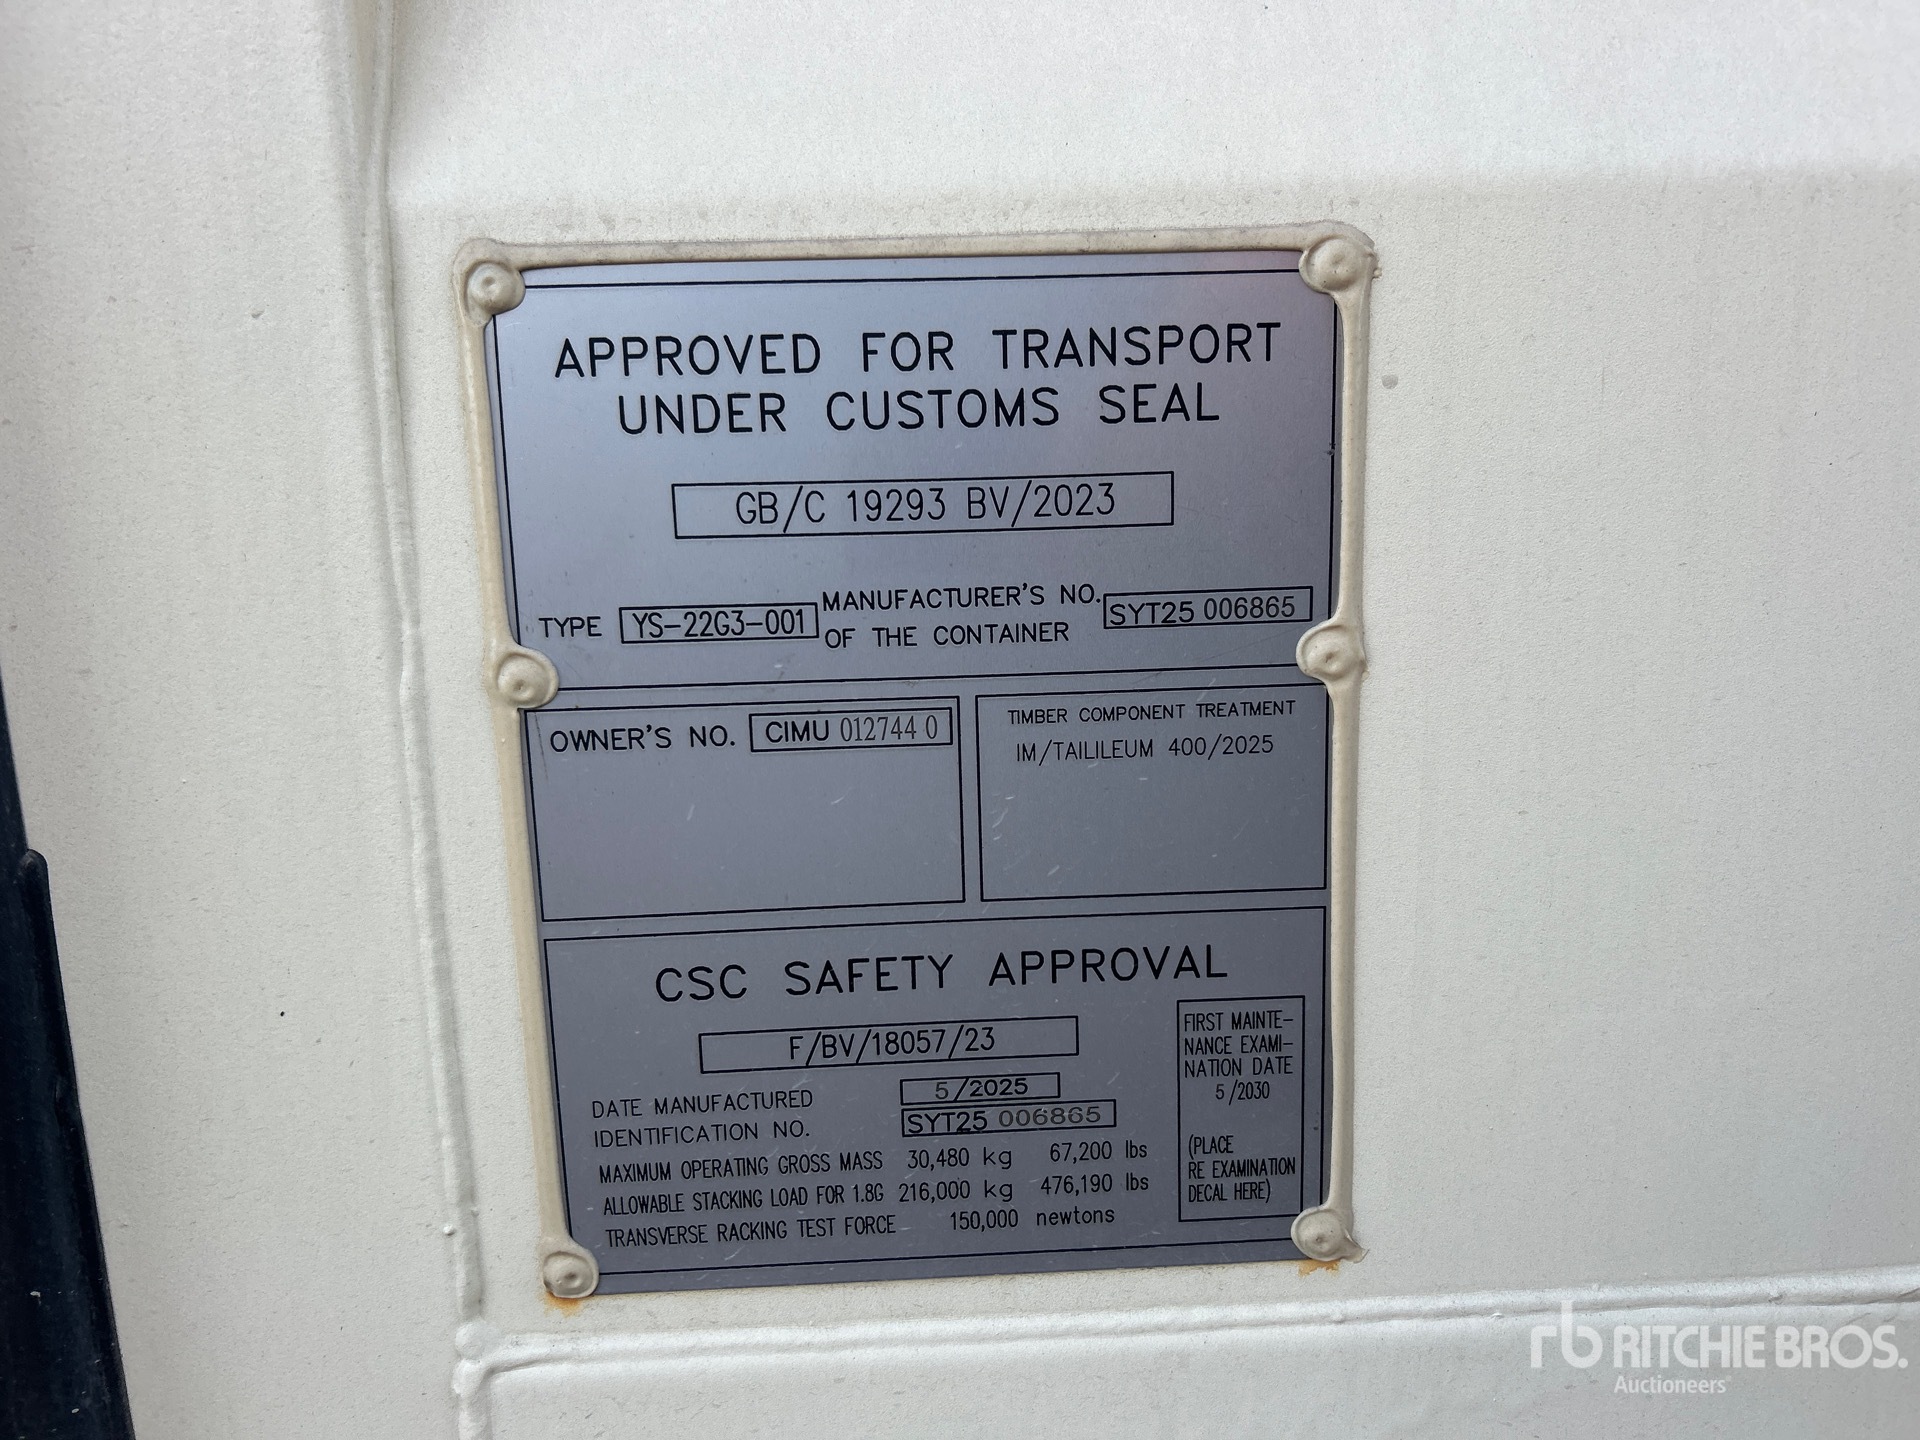 APPROVED FOR TRANSPORT
UNDER CUSTOMS SEAL
GB/C 19293 BV/2023
TYPE YS-22G3-001 MANUFACTURER'S NO. OF THE CONTAINER SYT25 006865
OWNER'S NO. CIMU 012744 0
TIMBER COMPONENT TREATMENT
IM/TAILILEUM 400/2025
CSC SAFETY APPROVAL
F/BV/18057/23
DATE MANUFACTURED 5/2025
IDENTIFICATION NO. SYT25 006865
MAXIMUM OPERATING GROSS MASS 30,480 kg 67,200 lbs
ALLOWABLE STACKING LOAD FOR 1.8G 216,000 kg 476,190 lbs
TRANSVERSE RACKING TEST FORCE 150,000 newtons
FIRST MAINTE-
NANCE EXAMI-
NATION DATE
5/2030
(PLACE
RE EXAMINATION
DECAL HERE)
rb RITCHIE BROS.
Auctioneers